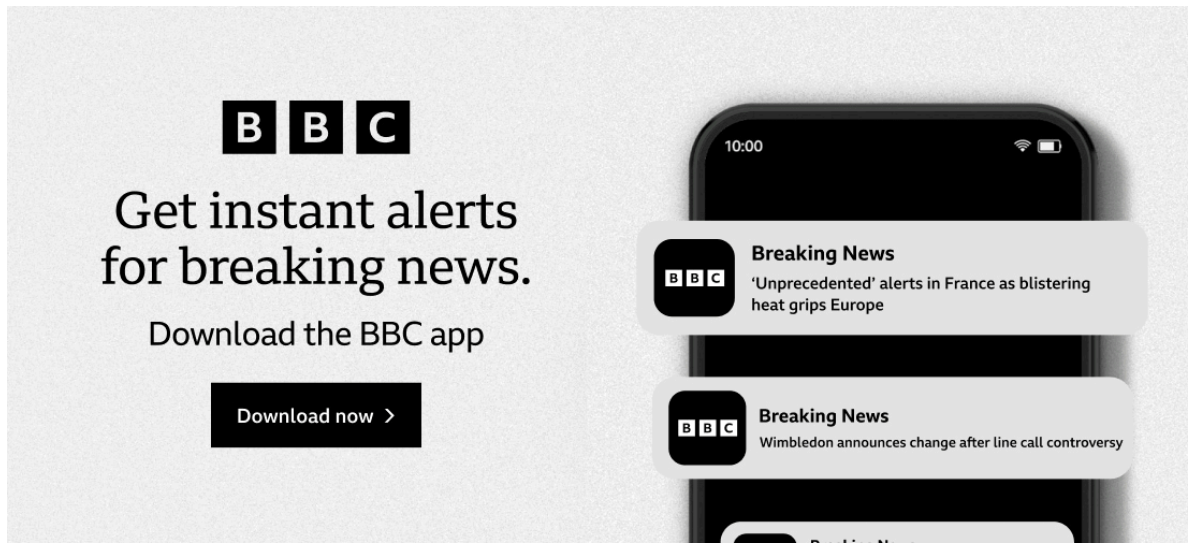 BBC
Get instant alerts
for breaking news.
Download the BBC app
Download now >
10:00
BBC
Breaking News
‘Unprecedented’ alerts in France as blistering
heat grips Europe
BBC
Breaking News
Wimbledon announces change after line call controversy